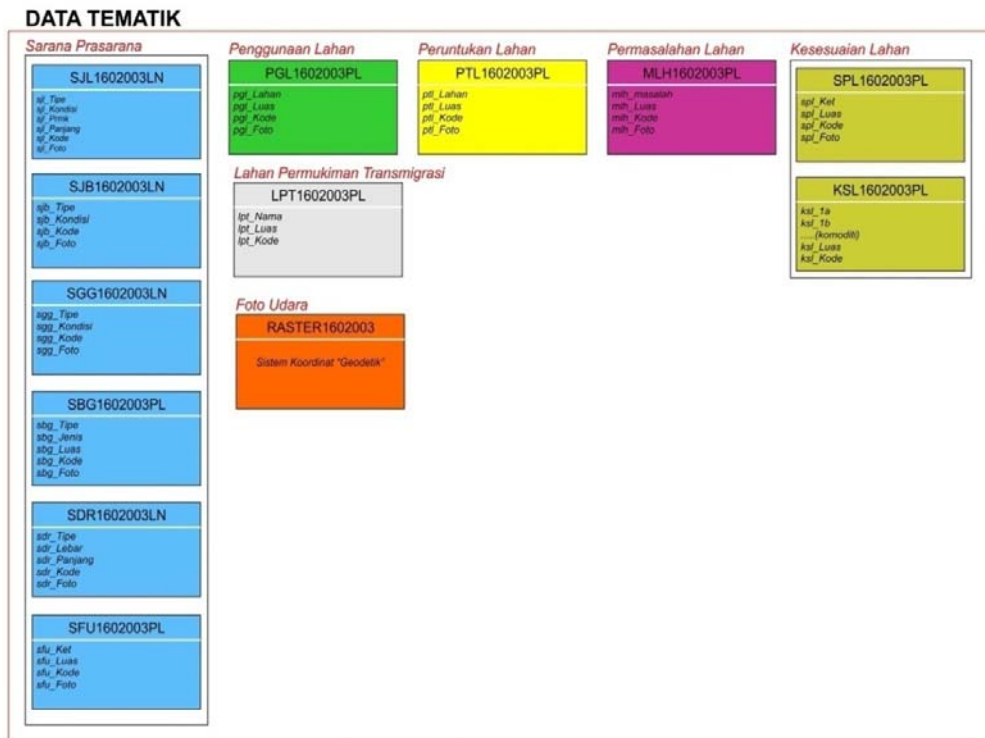 DATA TEMATIK
Sarana Prasarana
SJL1602003LN
sjl_Tipe
sjl_Kondisi
sjl_Prmk
sjl_Panjang
sjl_Kode
sjl_Foto
SJB1602003LN
sjb_Tipe
sjb_Kondisi
sjb_Kode
sjb_Foto
SGG1602003LN
sgg_Tipe
sgg_Kondisi
sgg_Kode
sgg_Foto
SBG1602003PL
sbg_Tipe
sbg_Jenis
sbg_Luas
sbg_Kode
sbg_Foto
SDR1602003LN
sdr_Tipe
sdr_Lebar
sdr_Panjang
sdr_Kode
sdr_Foto
SFU1602003PL
sfu_Ket
sfu_Luas
sfu_Kode
sfu_Foto
Penggunaan Lahan
PGL1602003PL
pgl_Lahan
pgl_Luas
pgl_Kode
pgl_Foto
Peruntukan Lahan
PTL1602003PL
ptl_Lahan
ptl_Luas
ptl_Kode
ptl_Foto
Permasalahan Lahan
MLH1602003PL
mlh_masalah
mlh_Luas
mlh_Kode
mlh_Foto
Kesesuaian Lahan
SPL1602003PL
spl_Ket
spl_Luas
spl_Kode
spl_Foto
KSL1602003PL
ksl_1a
ksl_1b
.....(komoditi)
ksl_Luas
ksl_Kode
Lahan Permukiman Transmigrasi
LPT1602003PL
lpt_Nama
lpt_Luas
lpt_Kode
Foto Udara
RASTER1602003
Sistem Koordinat "Geodetik"